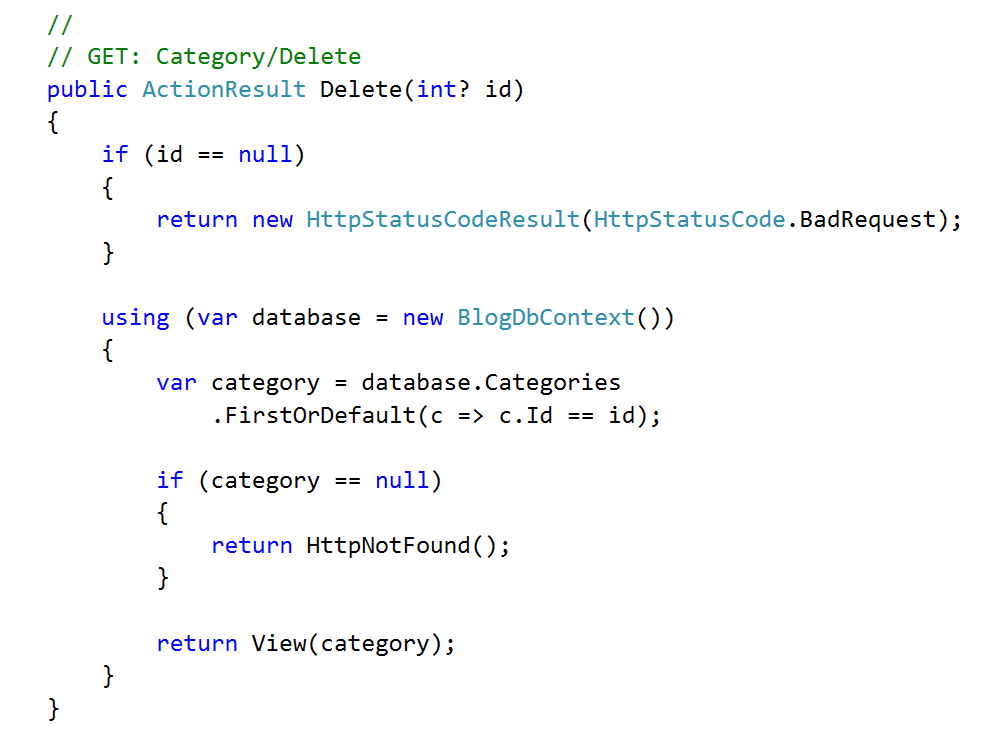 //
// GET: Category/Delete
public ActionResult Delete(int? id)
{
    if (id == null)
    {
        return new HttpStatusCodeResult(HttpStatusCode.BadRequest);
    }

    using (var database = new BlogDbContext())
    {
        var category = database.Categories
            .FirstOrDefault(c => c.Id == id);

        if (category == null)
        {
            return HttpNotFound();
        }

        return View(category);
    }
}